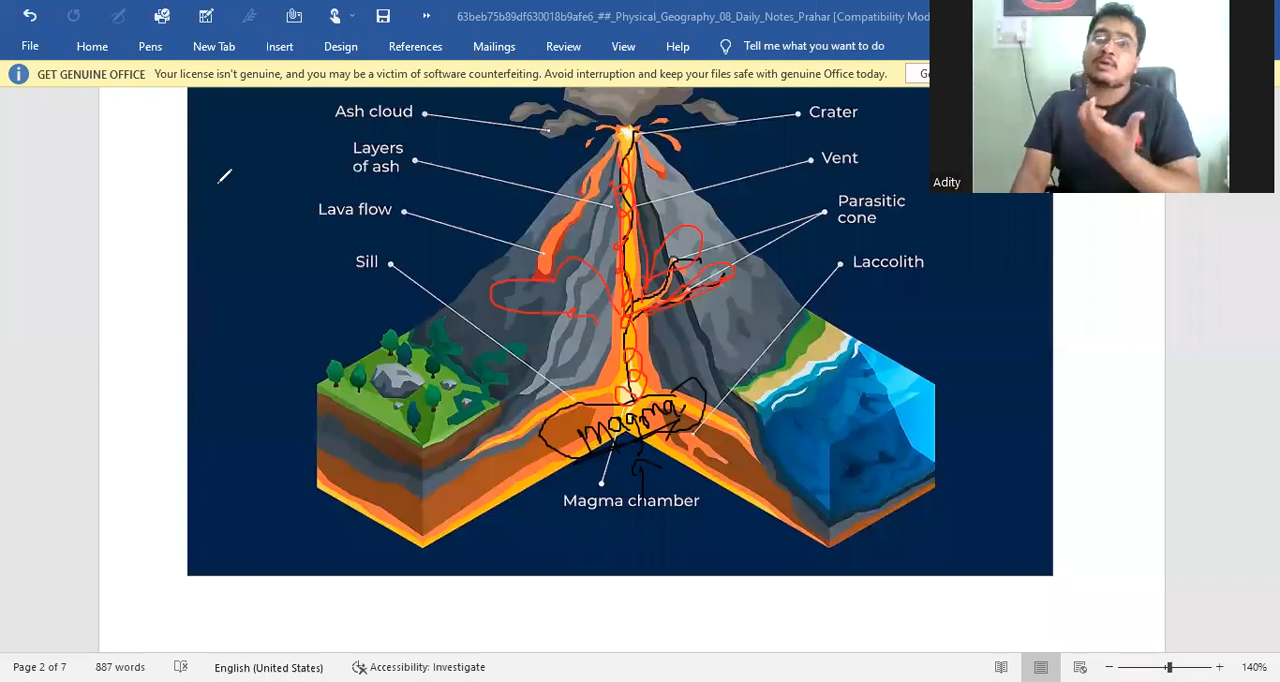 63beb75b89df630018b9afe6_##_Physical_Geography_08_Daily_Notes_Prahar [Compatibility Mod
File Home Pens New Tab Insert Design References Mailings Review View Help Tell me what you want to do
GET GENUINE OFFICE Your license isn't genuine, and you may be a victim of software counterfeiting. Avoid interruption and keep your files safe with genuine Office today.
Adity
Ash cloud
Crater
Layers
of ash
Vent
Lava flow
Parasitic
cone
Sill
Laccolith
magma
Magma chamber
Page 2 of 7 887 words English (United States) Accessibility: Investigate 140%